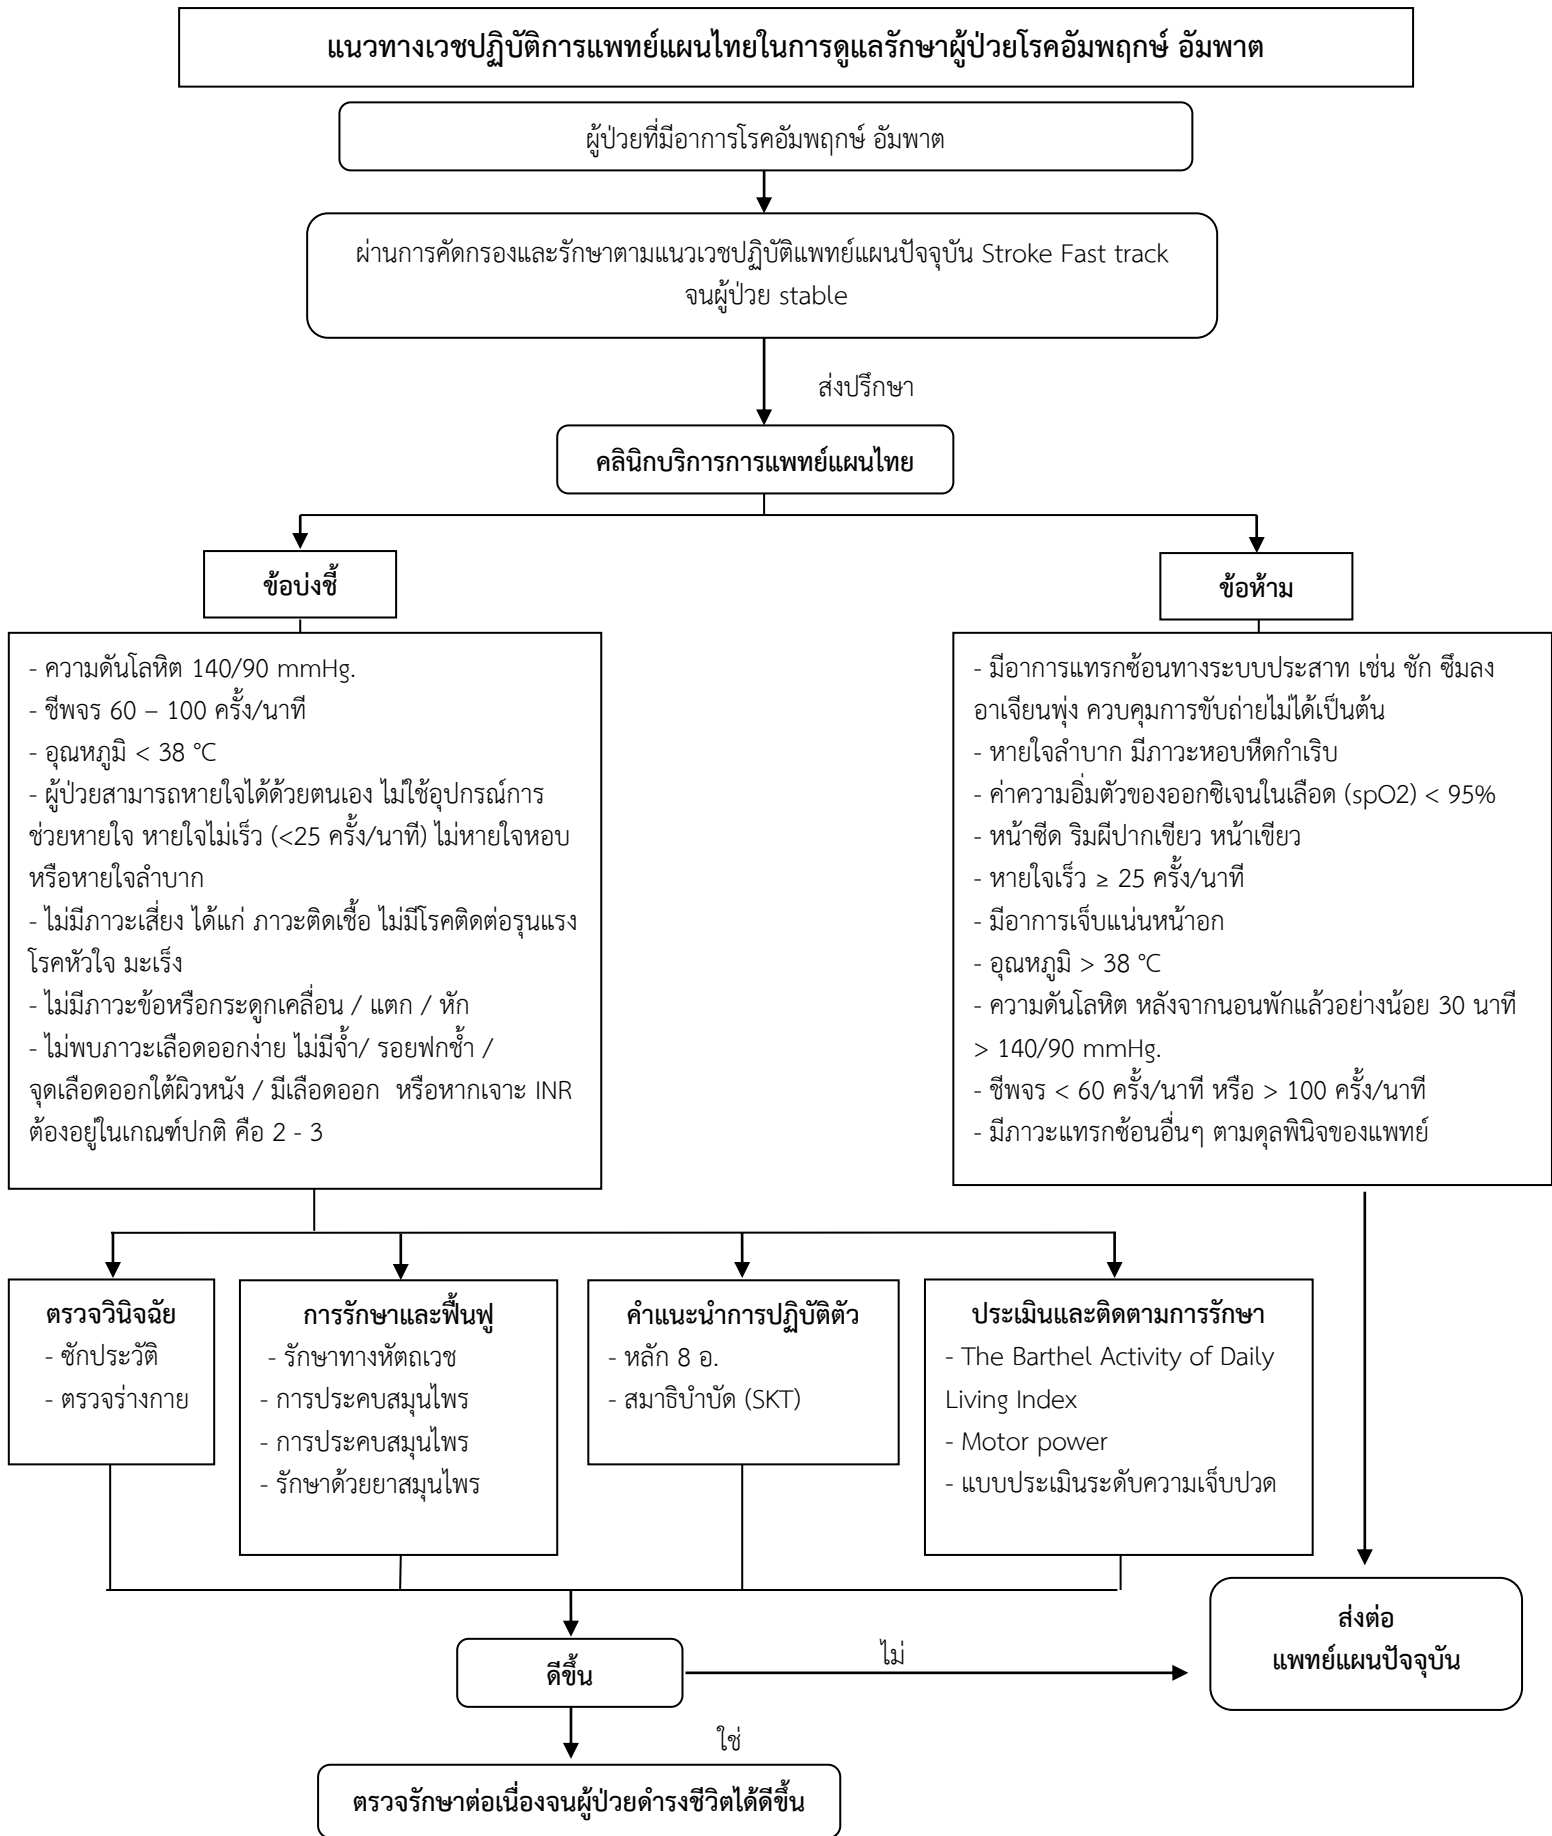 แนวทางเวชปฏิบัติการแพทย์แผนไทยในการดูแลรักษาผู้ป่วยโรคอัมพฤกษ์ อัมพาต
ผู้ป่วยที่มีอาการโรคอัมพฤกษ์ อัมพาต
ผ่านการคัดกรองและรักษาตามแนวเวชปฏิบัติแพทย์แผนปัจจุบัน Stroke Fast track
จนผู้ป่วย stable
ส่งปรึกษา
คลินิกบริการการแพทย์แผนไทย
ข้อบ่งชี้
- ความดันโลหิต 140/90 mmHg.
- ชีพจร 60 – 100 ครั้ง/นาที
- อุณหภูมิ < 38 °C
- ผู้ป่วยสามารถหายใจได้ด้วยตนเอง ไม่ใช้อุปกรณ์การ
ช่วยหายใจ หายใจไม่เร็ว (<25 ครั้ง/นาที) ไม่หายใจหอบ
หรือหายใจลำบาก
- ไม่มีภาวะเสี่ยง ได้แก่ ภาวะติดเชื้อ ไม่มีโรคติดต่อรุนแรง
โรคหัวใจ มะเร็ง
- ไม่มีภาวะข้อหรือกระดูกเคลื่อน / แตก / หัก
- ไม่พบภาวะเลือดออกง่าย ไม่มีจ้ำ/ รอยฟกช้ำ /
จุดเลือดออกใต้ผิวหนัง / มีเลือดออก หรือหากเจาะ INR
ต้องอยู่ในเกณฑ์ปกติ คือ 2 - 3
ข้อห้าม
- มีอาการแทรกซ้อนทางระบบประสาท เช่น ชัก ซึมลง
อาเจียนพุ่ง ควบคุมการขับถ่ายไม่ได้เป็นต้น
- หายใจลำบาก มีภาวะหอบหืดกำเริบ
- ค่าความอิ่มตัวของออกซิเจนในเลือด (spO2) < 95%
- หน้าซีด ริมฝีปากเขียว หน้าเขียว
- หายใจเร็ว ≥ 25 ครั้ง/นาที
- มีอาการเจ็บแน่นหน้าอก
- อุณหภูมิ > 38 °C
- ความดันโลหิต หลังจากนอนพักแล้วอย่างน้อย 30 นาที
> 140/90 mmHg.
- ชีพจร < 60 ครั้ง/นาที หรือ > 100 ครั้ง/นาที
- มีภาวะแทรกซ้อนอื่นๆ ตามดุลพินิจของแพทย์
ตรวจวินิจฉัย
- ซักประวัติ
- ตรวจร่างกาย
การรักษาและฟื้นฟู
- รักษาทางหัตถเวช
- การประคบสมุนไพร
- การประคบสมุนไพร
- รักษาด้วยยาสมุนไพร
คำแนะนำการปฏิบัติตัว
- หลัก 8 อ.
- สมาธิบำบัด (SKT)
ประเมินและติดตามการรักษา
- The Barthel Activity of Daily
Living Index
- Motor power
- แบบประเมินระดับความเจ็บปวด
ดีขึ้น
ไม่
ส่งต่อ
แพทย์แผนปัจจุบัน
ใช่
ตรวจรักษาต่อเนื่องจนผู้ป่วยดำรงชีวิตได้ดีขึ้น